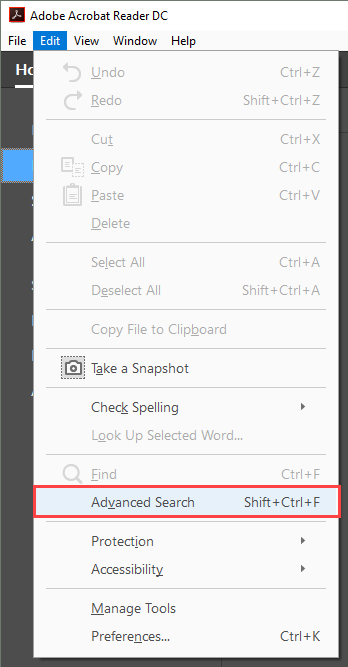 Adobe Acrobat Reader DC
File Edit View Window Help
Ho
Undo Ctrl+Z
Redo Shift+Ctrl+Z
Cut Ctrl+X
Copy Ctrl+C
Paste Ctrl+V
Delete
Select All Ctrl+A
Deselect All Shift+Ctrl+A
Copy File to Clipboard
Take a Snapshot
Check Spelling
Look Up Selected Word...
Find Ctrl+F
Advanced Search Shift+Ctrl+F
Protection
Accessibility
Manage Tools
Preferences... Ctrl+K